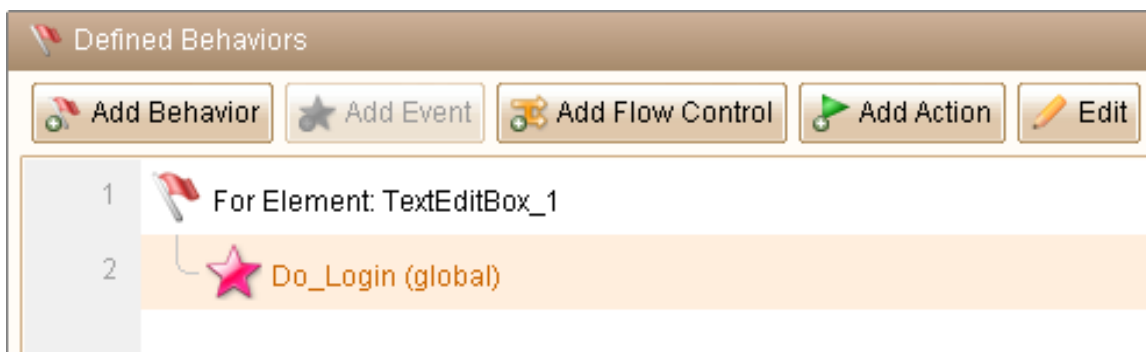 Defined Behaviors
Add Behavior Add Event Add Flow Control Add Action Edit
1 For Element: TextEditBox_1
2 Do_Login (global)